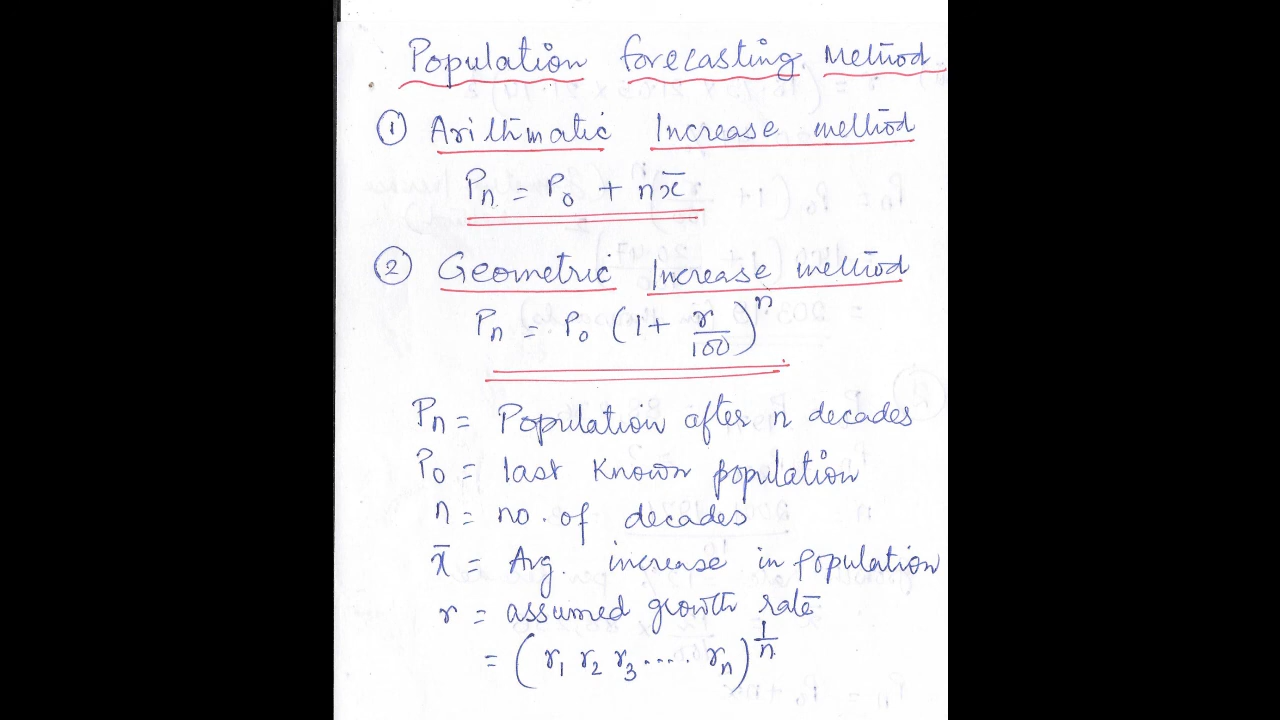 Population forecasting Method
① Arithmatic Increase method
Pn = P0 + nx̄
② Geometric Increase method
Pn = P0 (1 + r/100)^n
Pn = Population after n decades
P0 = last known population
n = no. of decades
x̄ = Avg. increase in population
r = assumed growth rate
= (r1 r2 r3 .... rn)^1/n